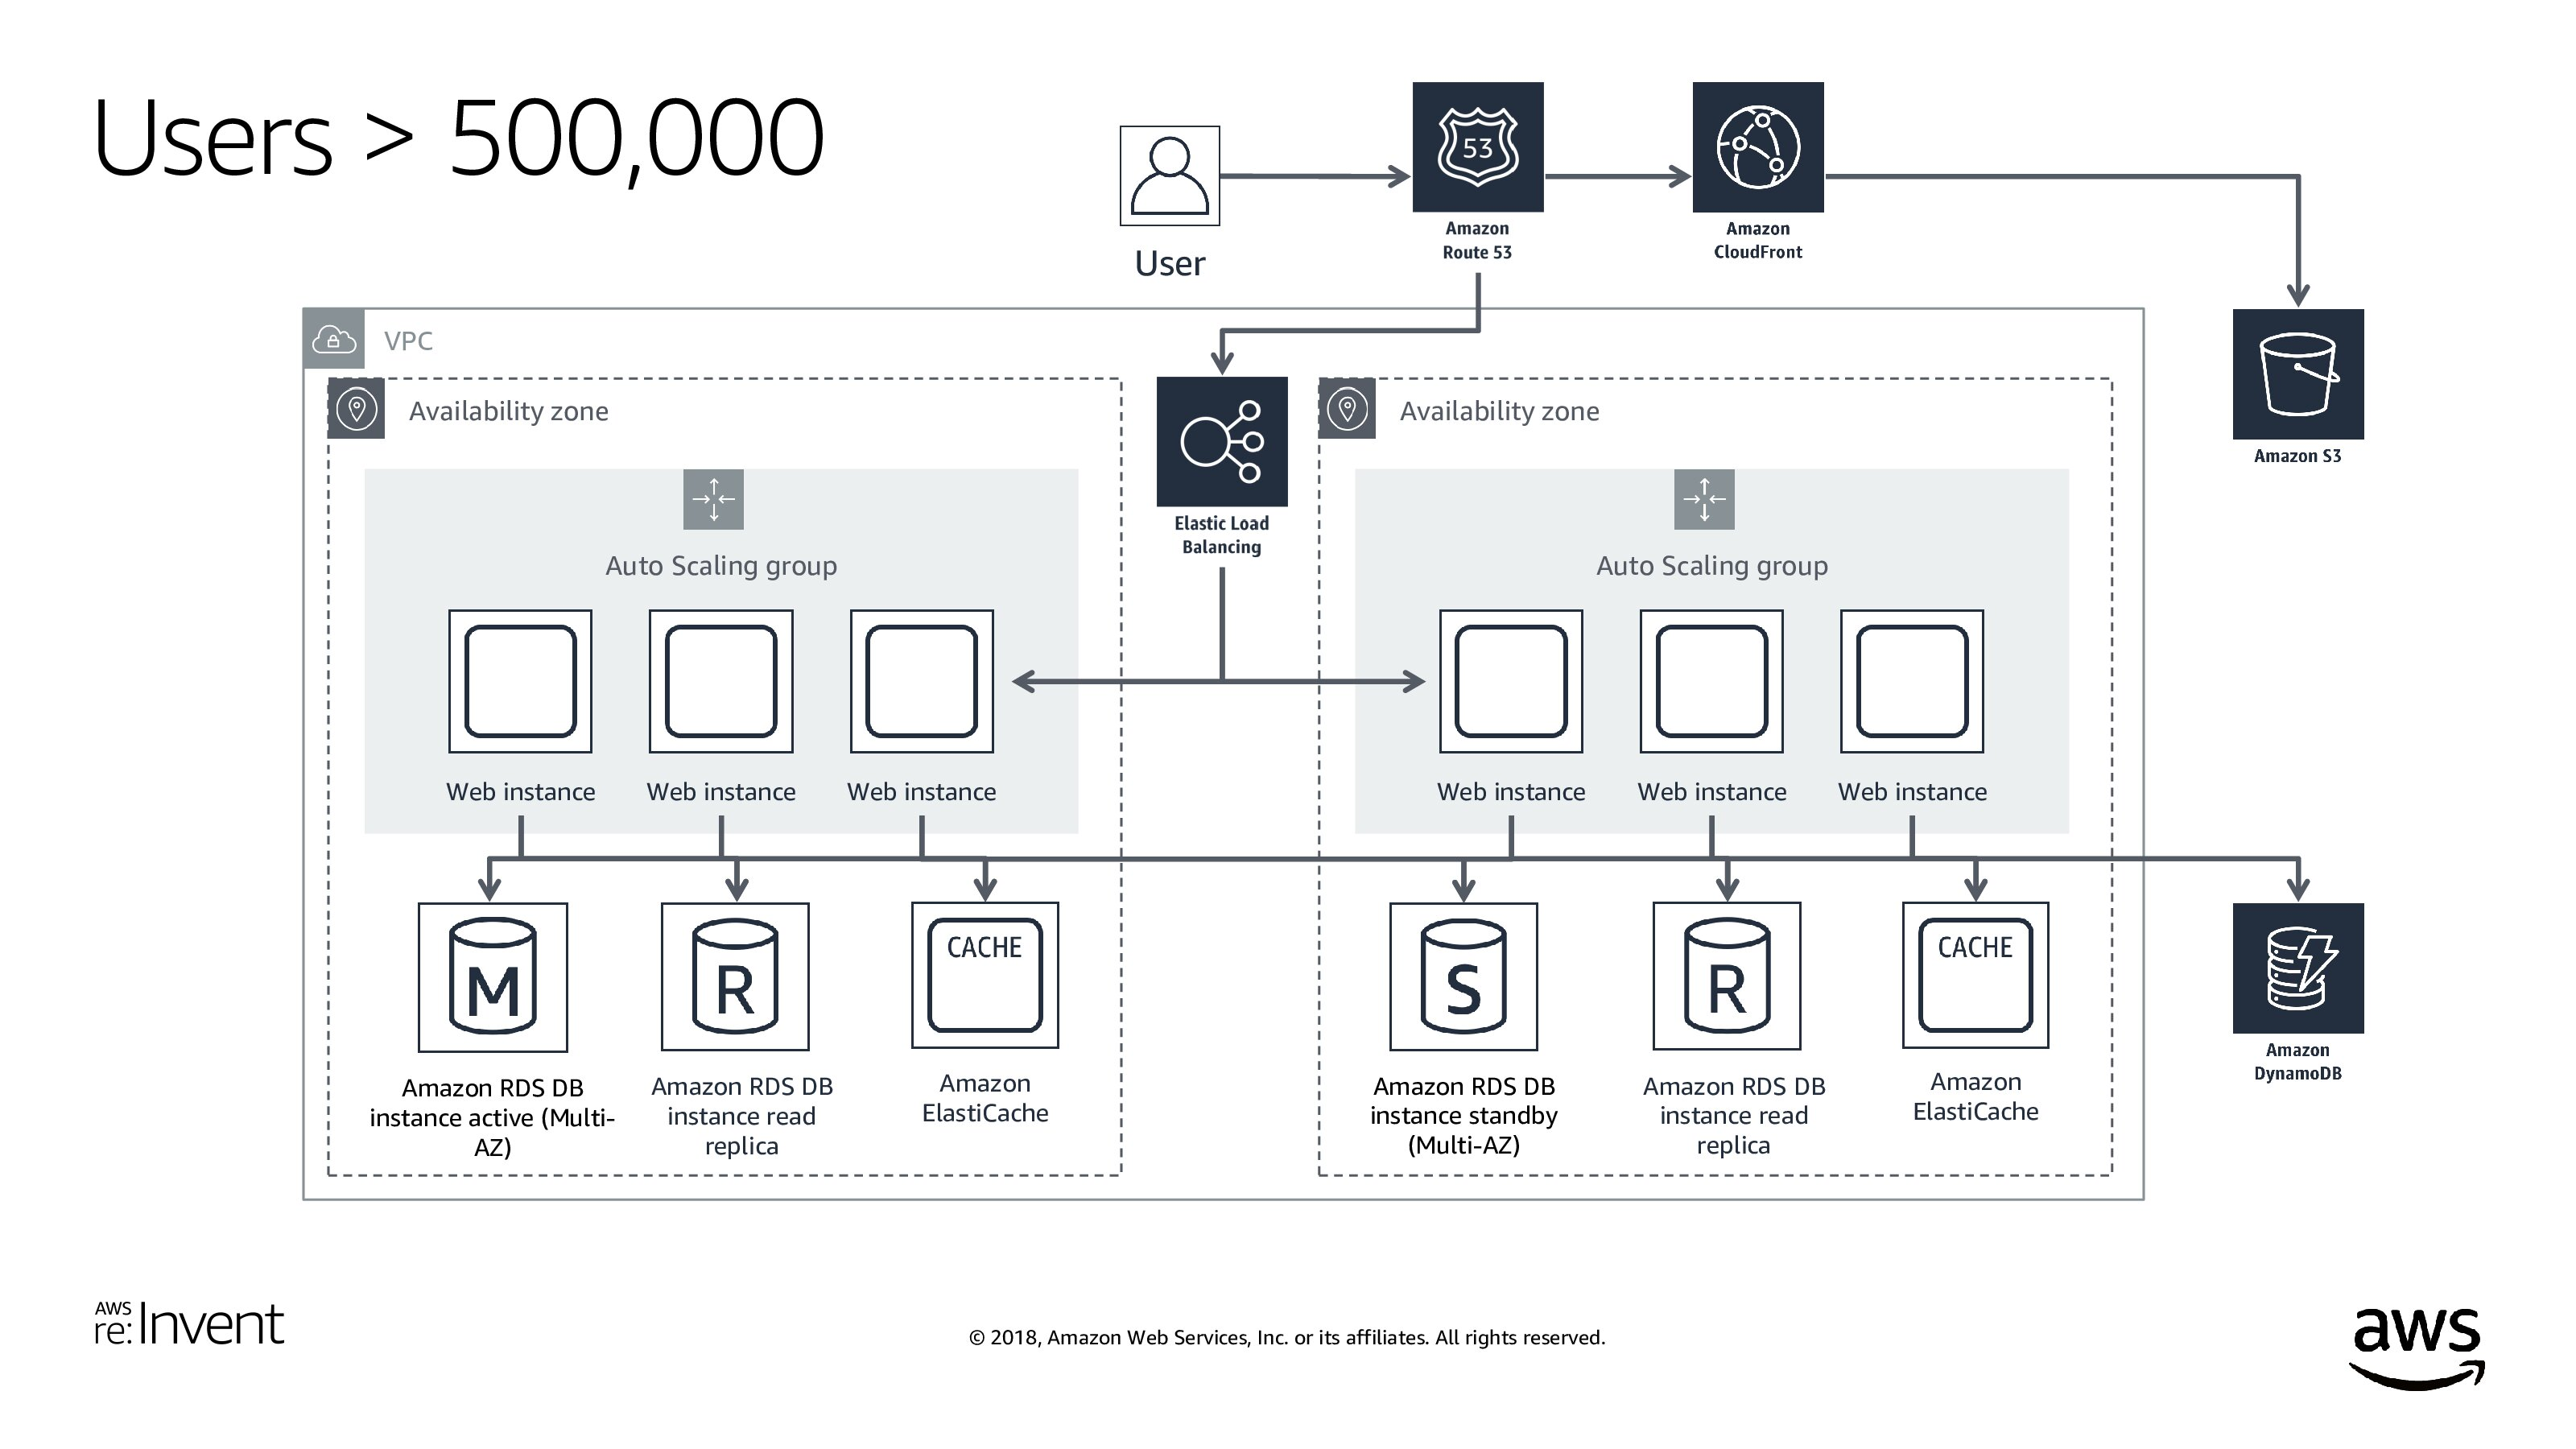 Users > 500,000
53
User
Amazon
Route 53
Amazon
CloudFront
VPC
Availability zone
Availability zone
Elastic Load
Balancing
Amazon S3
Auto Scaling group
Auto Scaling group
Web instance
Web instance
Web instance
Web instance
Web instance
Web instance
M
R
CACHE
S
R
CACHE
Amazon RDS DB
instance active (Multi-
AZ)
Amazon RDS DB
instance read
replica
Amazon
ElastiCache
Amazon RDS DB
instance standby
(Multi-AZ)
Amazon RDS DB
instance read
replica
Amazon
ElastiCache
Amazon
DynamoDB
AWS
re:Invent
© 2018, Amazon Web Services, Inc. or its affiliates. All rights reserved.
aws